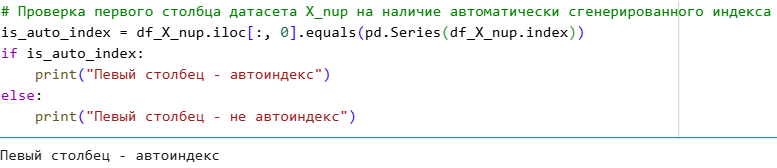 # Проверка первого столбца датасета X_nup на наличие автоматически сгенерированного индекса
is_auto_index = df_X_nup.iloc[:, 0].equals(pd.Series(df_X_nup.index))
if is_auto_index:
    print("Певый столбец - автоиндекс")
else:
    print("Певый столбец - не автоиндекс")
Певый столбец - автоиндекс